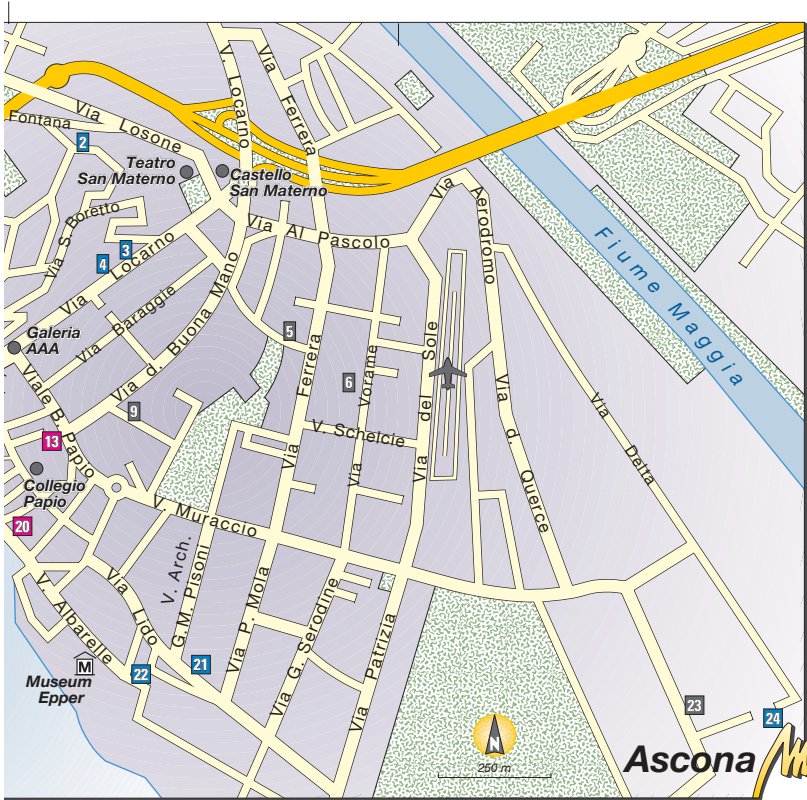 V. Locarno
Via Ferrera
Via Losone
Fontana
2
Teatro
San Materno
Castello
San Materno
Via Al Pascolo
Via Aerodromo
Fiume Maggia
Via S. Boretto
3
4
Via Locarno
Via Baraggie
Via d. Buona Mano
Galeria
AAA
5
6
Via Ferrera
Via Vorame
Via del Sole
V. Schelcie
Via d. Querce
Via Delta
9
Viale B. Papio
13
Collegio
Papio
20
V. Muraccio
V. Arch.
G.M. Pisoni
Via Lido
V. Albarelle
Via P. Mola
Via G. Serodine
Via Patrizia
M
Museum
Epper
22
21
23
24
N
250 m
Ascona